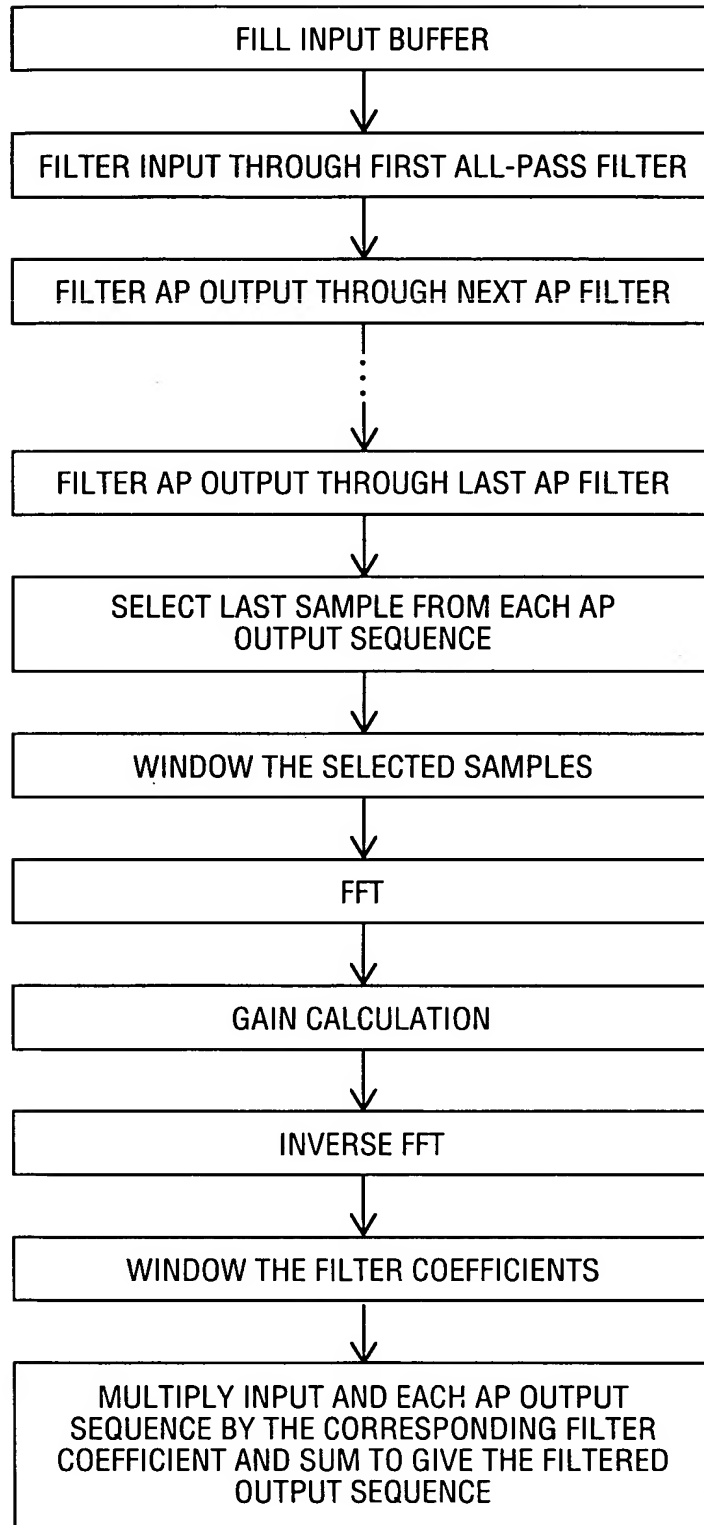 FILL INPUT BUFFER
FILTER INPUT THROUGH FIRST ALL-PASS FILTER
FILTER AP OUTPUT THROUGH NEXT AP FILTER
FILTER AP OUTPUT THROUGH LAST AP FILTER
SELECT LAST SAMPLE FROM EACH AP
OUTPUT SEQUENCE
WINDOW THE SELECTED SAMPLES
FFT
GAIN CALCULATION
INVERSE FFT
WINDOW THE FILTER COEFFICIENTS
MULTIPLY INPUT AND EACH AP OUTPUT
SEQUENCE BY THE CORRESPONDING FILTER
COEFFICIENT AND SUM TO GIVE THE FILTERED
OUTPUT SEQUENCE